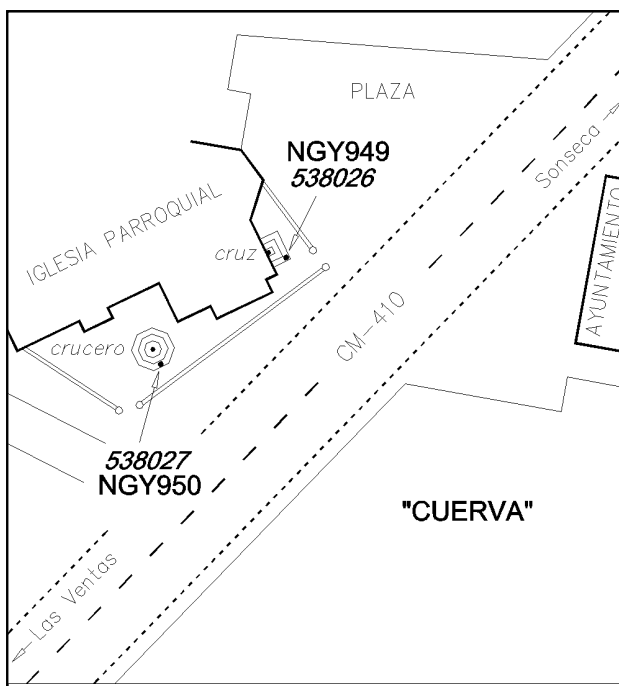 PLAZA
Sonseca
NGY949
538026
IGLESIA PARROQUIAL
cruz
AYUNTAMIENTO
CM-410
crucero
538027
NGY950
"CUERVA"
Las Ventas